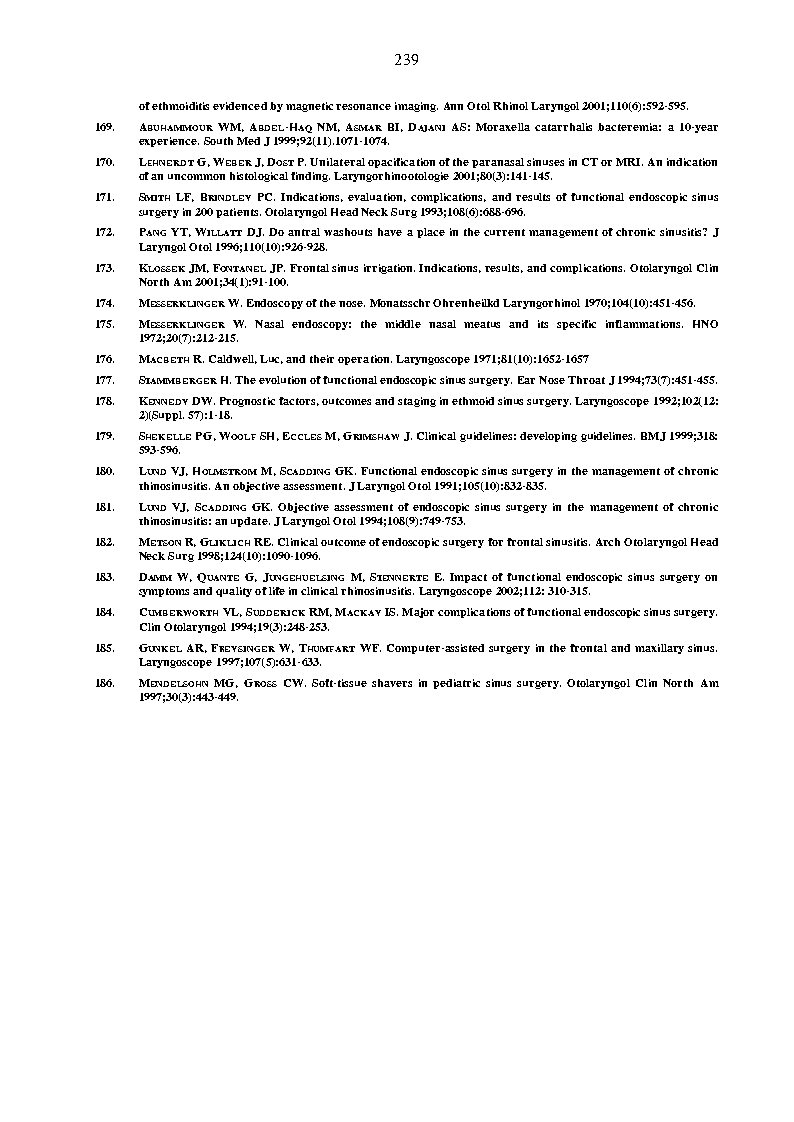 239
of ethmoiditis evidenced by magnetic resonance imaging. Ann Otol Rhinol Laryngol 2001;110(6):592-595.
169. ABUHAMMOUR WM, ABDEL-HAQ NM, ASMAR BI, DAJANI AS: Moraxella catarrhalis bacteremia: a 10-year
experience. South Med J 1999;92(11).1071-1074.
170. LEHNERDT G, WEBER J, DOST P. Unilateral opacification of the paranasal sinuses in CT or MRI. An indication
of an uncommon histological finding. Laryngorhinootologie 2001;80(3):141-145.
171. SMITH LF, BRINDLEY PC. Indications, evaluation, complications, and results of functional endoscopic sinus
surgery in 200 patients. Otolaryngol Head Neck Surg 1993;108(6):688-696.
172. PANG YT, WILLATT DJ. Do antral washouts have a place in the current management of chronic sinusitis? J
Laryngol Otol 1996;110(10):926-928.
173. KLOSSEK JM, FONTANEL JP. Frontal sinus irrigation. Indications, results, and complications. Otolaryngol Clin
North Am 2001;34(1):91-100.
174. MESSERKLINGER W. Endoscopy of the nose. Monatsschr Ohrenheilkd Laryngorhinol 1970;104(10):451-456.
175. MESSERKLINGER W. Nasal endoscopy: the middle nasal meatus and its specific inflammations. HNO
1972;20(7):212-215.
176. MACBETH R. Caldwell, Luc, and their operation. Laryngoscope 1971;81(10):1652-1657
177. STAMMBERGER H. The evolution of functional endoscopic sinus surgery. Ear Nose Throat J 1994;73(7):451-455.
178. KENNEDY DW. Prognostic factors, outcomes and staging in ethmoid sinus surgery. Laryngoscope 1992;102(12:
2)(Suppl. 57):1-18.
179. SHEKELLE PG, WOOLF SH, ECCLES M, GRIMSHAW J. Clinical guidelines: developing guidelines. BMJ 1999;318:
593-596.
180. LUND VJ, HOLMSTROM M, SCADDING GK. Functional endoscopic sinus surgery in the management of chronic
rhinosinusitis. An objective assessment. J Laryngol Otol 1991;105(10):832-835.
181. LUND VJ, SCADDING GK. Objective assessment of endoscopic sinus surgery in the management of chronic
rhinosinusitis: an update. J Laryngol Otol 1994;108(9):749-753.
182. METSON R, GLIKLICH RE. Clinical outcome of endoscopic surgery for frontal sinusitis. Arch Otolaryngol Head
Neck Surg 1998;124(10):1090-1096.
183. DAMM W, QUANTE G, JUNGEHUELSING M, STENNERTE E. Impact of functional endoscopic sinus surgery on
symptoms and quality of life in clinical rhinosinusitis. Laryngoscope 2002;112: 310-315.
184. CUMBERWORTH VL, SUDDERICK RM, MACKAY IS. Major complications of functional endoscopic sinus surgery.
Clin Otolaryngol 1994;19(3):248-253.
185. GUNKEL AR, FREYSINGER W, THUMFART WF. Computer-assisted surgery in the frontal and maxillary sinus.
Laryngoscope 1997;107(5):631-633.
186. MENDELSOHN MG, GROSS CW. Soft-tissue shavers in pediatric sinus surgery. Otolaryngol Clin North Am
1997;30(3):443-449.